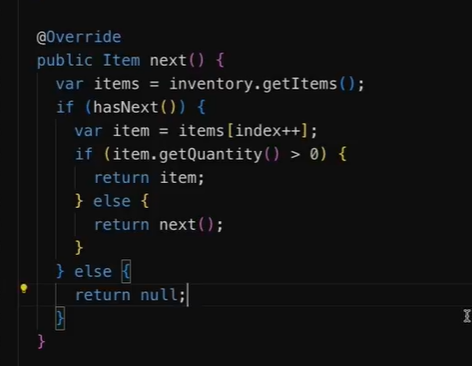 @Override
public Item next() {
  var items = inventory.getItems();
  if (hasNext()) {
    var item = items[index++];
    if (item.getQuantity() > 0) {
      return item;
    } else {
      return next();
    }
  } else {
    return null;
  }
}